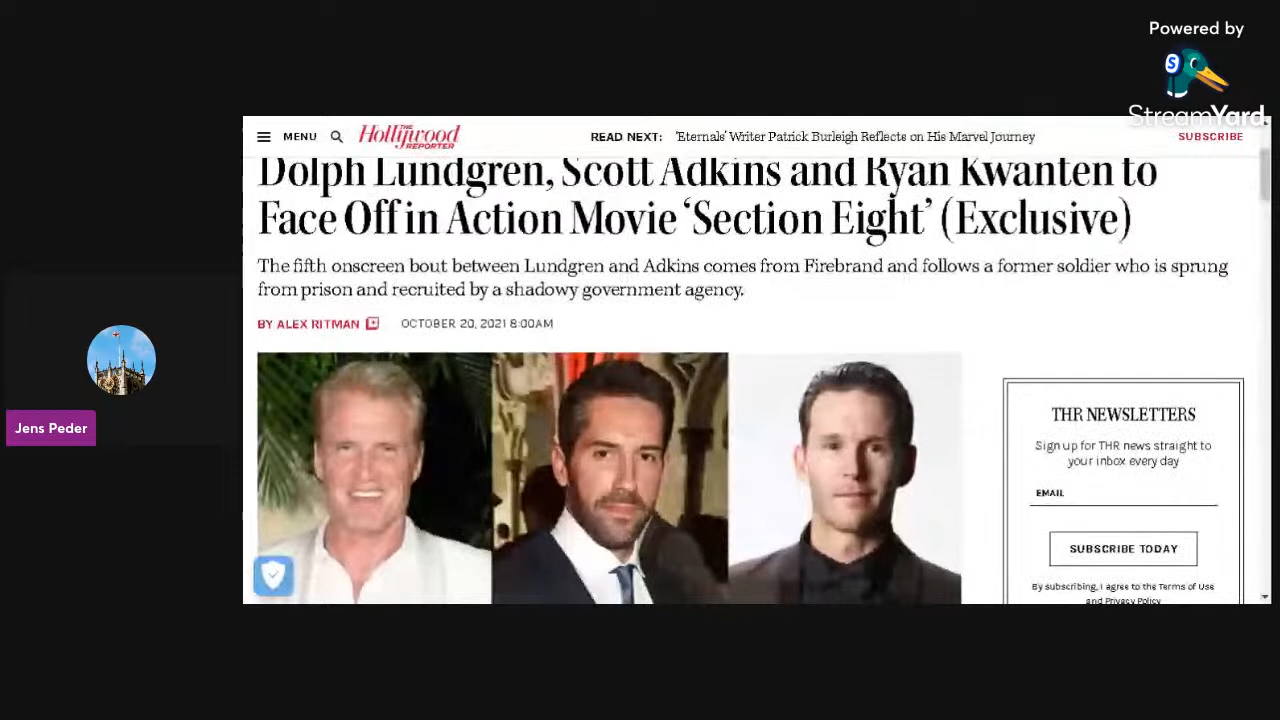 Powered by
StreamYard
MENU
THE
Hollywood
REPORTER
READ NEXT: 'Eternals' Writer Patrick Burleigh Reflects on His Marvel Journey
SUBSCRIBE
Dolph Lundgren, Scott Adkins and Ryan Kwanten to
Face Off in Action Movie ‘Section Eight’ (Exclusive)
The fifth onscreen bout between Lundgren and Adkins comes from Firebrand and follows a former soldier who is sprung
from prison and recruited by a shadowy government agency.
BY ALEX RITMAN
OCTOBER 20, 2021 8:00AM
Jens Peder
THR NEWSLETTERS
Sign up for THR news straight to
your inbox every day
EMAIL
SUBSCRIBE TODAY
By subscribing, I agree to the Terms of Use
and Privacy Policy